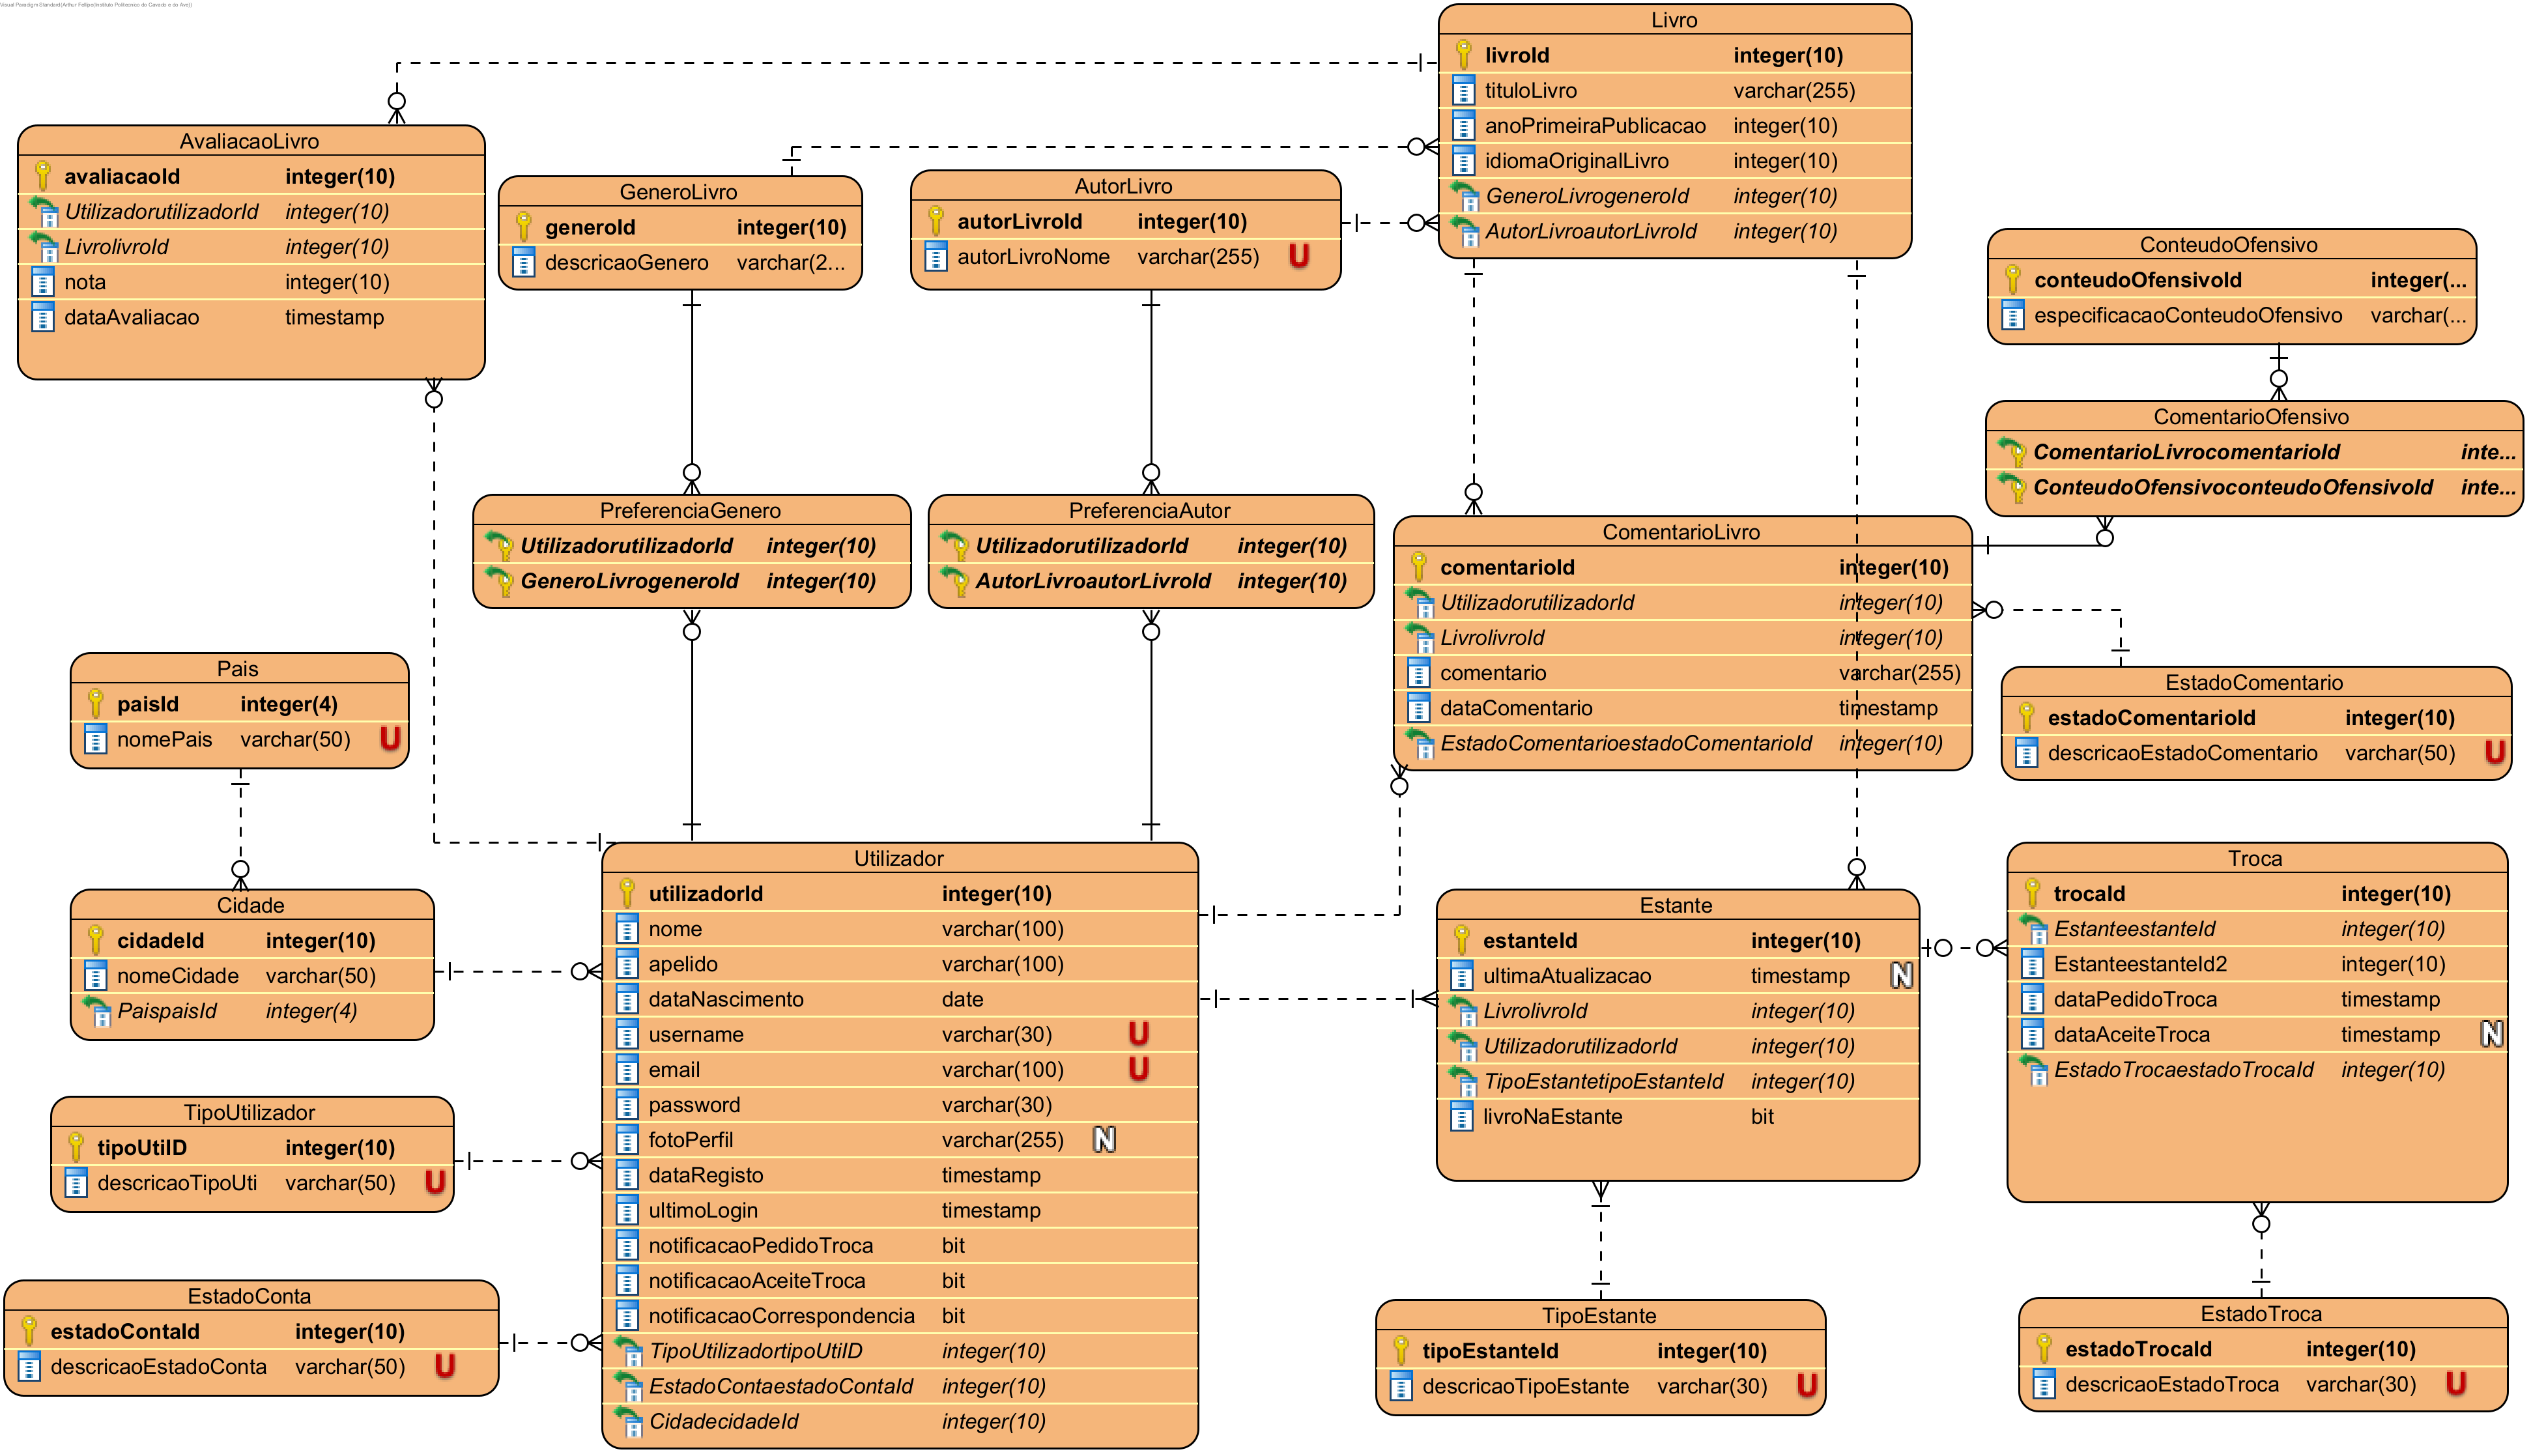 Visual Paradigm Standard(Arthur Fellipe(Instituto Politecnico do Cavado e do Ave))
Livro
livroId integer(10)
tituloLivro varchar(255)
anoPrimeiraPublicacao integer(10)
idiomaOriginalLivro integer(10)
GeneroLivrogeneroId integer(10)
AutorLivroautorLivroId integer(10)
AvaliacaoLivro
avaliacaoId integer(10)
UtilizadorutilizadorId integer(10)
LivrolivroId integer(10)
nota integer(10)
dataAvaliacao timestamp
GeneroLivro
generoId integer(10)
descricaoGenero varchar(2...
AutorLivro
autorLivroId integer(10)
autorLivroNome varchar(255) U
ConteudoOfensivo
conteudoOfensivoId integer(...
especificacaoConteudoOfensivo varchar(...
ComentarioOfensivo
ComentarioLivrocomentarioId inte...
ConteudoOfensivoconteudoOfensivoId inte...
PreferenciaGenero
UtilizadorutilizadorId integer(10)
GeneroLivrogeneroId integer(10)
PreferenciaAutor
UtilizadorutilizadorId integer(10)
AutorLivroautorLivroId integer(10)
ComentarioLivro
comentarioId integer(10)
UtilizadorutilizadorId integer(10)
LivrolivroId integer(10)
comentario varchar(255)
dataComentario timestamp
EstadoComentarioestadoComentarioId integer(10)
Pais
paisId integer(4)
nomePais varchar(50) U
EstadoComentario
estadoComentarioId integer(10)
descricaoEstadoComentario varchar(50) U
Cidade
cidadeId integer(10)
nomeCidade varchar(50)
PaispaisId integer(4)
Utilizador
utilizadorId integer(10)
nome varchar(100)
apelido varchar(100)
dataNascimento date
username varchar(30) U
email varchar(100) U
password varchar(30)
fotoPerfil varchar(255) N
dataRegisto timestamp
ultimoLogin timestamp
notificacaoPedidoTroca bit
notificacaoAceiteTroca bit
notificacaoCorrespondencia bit
TipoUtilizadortipoUtilD integer(10)
EstadoContaestadoContaId integer(10)
CidadecidadeId integer(10)
Estante
estanteId integer(10)
ultimaAtualizacao timestamp N
LivrolivroId integer(10)
UtilizadorutilizadorId integer(10)
TipoEstantetipoEstanteId integer(10)
livroNaEstante bit
Troca
trocaId integer(10)
EstanteestanteId integer(10)
EstanteestanteId2 integer(10)
dataPedidoTroca timestamp
dataAceiteTroca timestamp N
EstadoTrocaestadoTrocaId integer(10)
TipoUtilizador
tipoUtilD integer(10)
descricaoTipoUti varchar(50) U
EstadoConta
estadoContaId integer(10)
descricaoEstadoConta varchar(50) U
TipoEstante
tipoEstanteId integer(10)
descricaoTipoEstante varchar(30) U
EstadoTroca
estadoTrocaId integer(10)
descricaoEstadoTroca varchar(30) U